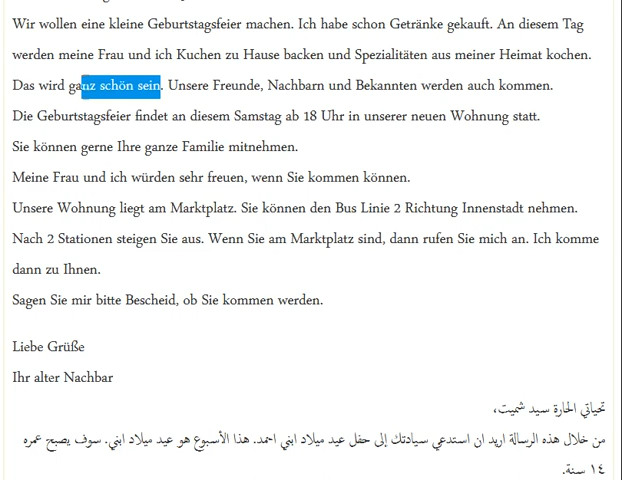 Wir wollen eine kleine Geburtstagsfeier machen. Ich habe schon Getränke gekauft. An diesem Tag
werden meine Frau und ich Kuchen zu Hause backen und Spezialitäten aus meiner Heimat kochen.
Das wird ganz schön sein. Unsere Freunde, Nachbarn und Bekannten werden auch kommen.
Die Geburtstagsfeier findet an diesem Samstag ab 18 Uhr in unserer neuen Wohnung statt.
Sie können gerne Ihre ganze Familie mitnehmen.
Meine Frau und ich würden sehr freuen, wenn Sie kommen können.
Unsere Wohnung liegt am Marktplatz. Sie können den Bus Linie 2 Richtung Innenstadt nehmen.
Nach 2 Stationen steigen Sie aus. Wenn Sie am Marktplatz sind, dann rufen Sie mich an. Ich komme
dann zu Ihnen.
Sagen Sie mir bitte Bescheid, ob Sie kommen werden.
Liebe Grüße
Ihr alter Nachbar
تحياتي الحارة سيد شميت،
من خلال هذه الرسالة اريد ان استدعي سيادتك إلى حفل عيد ميلاد ابني احمد. هذا الأسبوع هو عيد ميلاد ابني. سوف يصبح عمره
١٤ سنة.